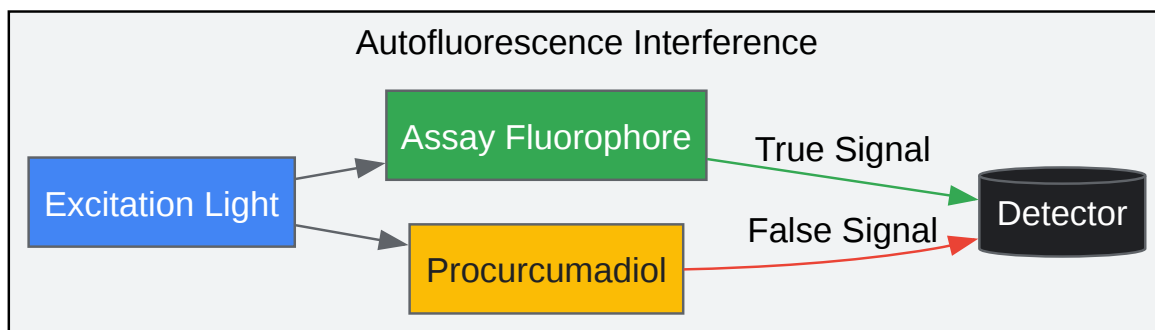 Autofluorescence Interference
Excitation Light
Assay Fluorophore
True Signal
Procurcumadiol
False Signal
Detector